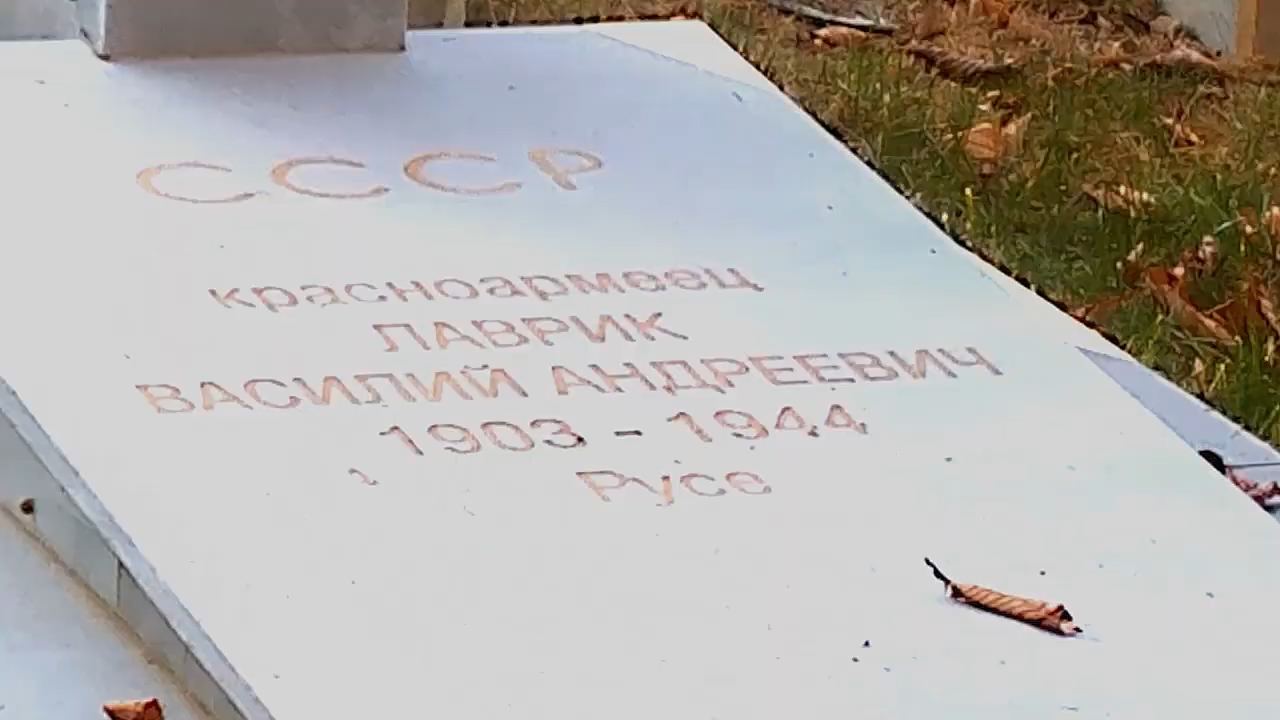 СССР
красноармеец
ЛАВРИК
ВАСИЛИЙ АНДРЕЕВИЧ
1903 - 1944
Русе